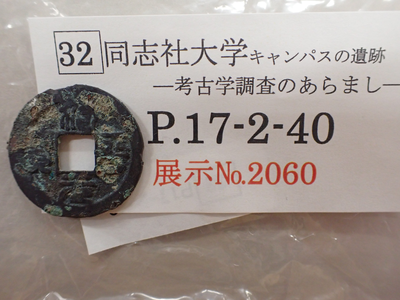 32 同志社大学キャンパスの遺跡
―考古学調査のあらまし―
P.17-2-40
展示No.2060